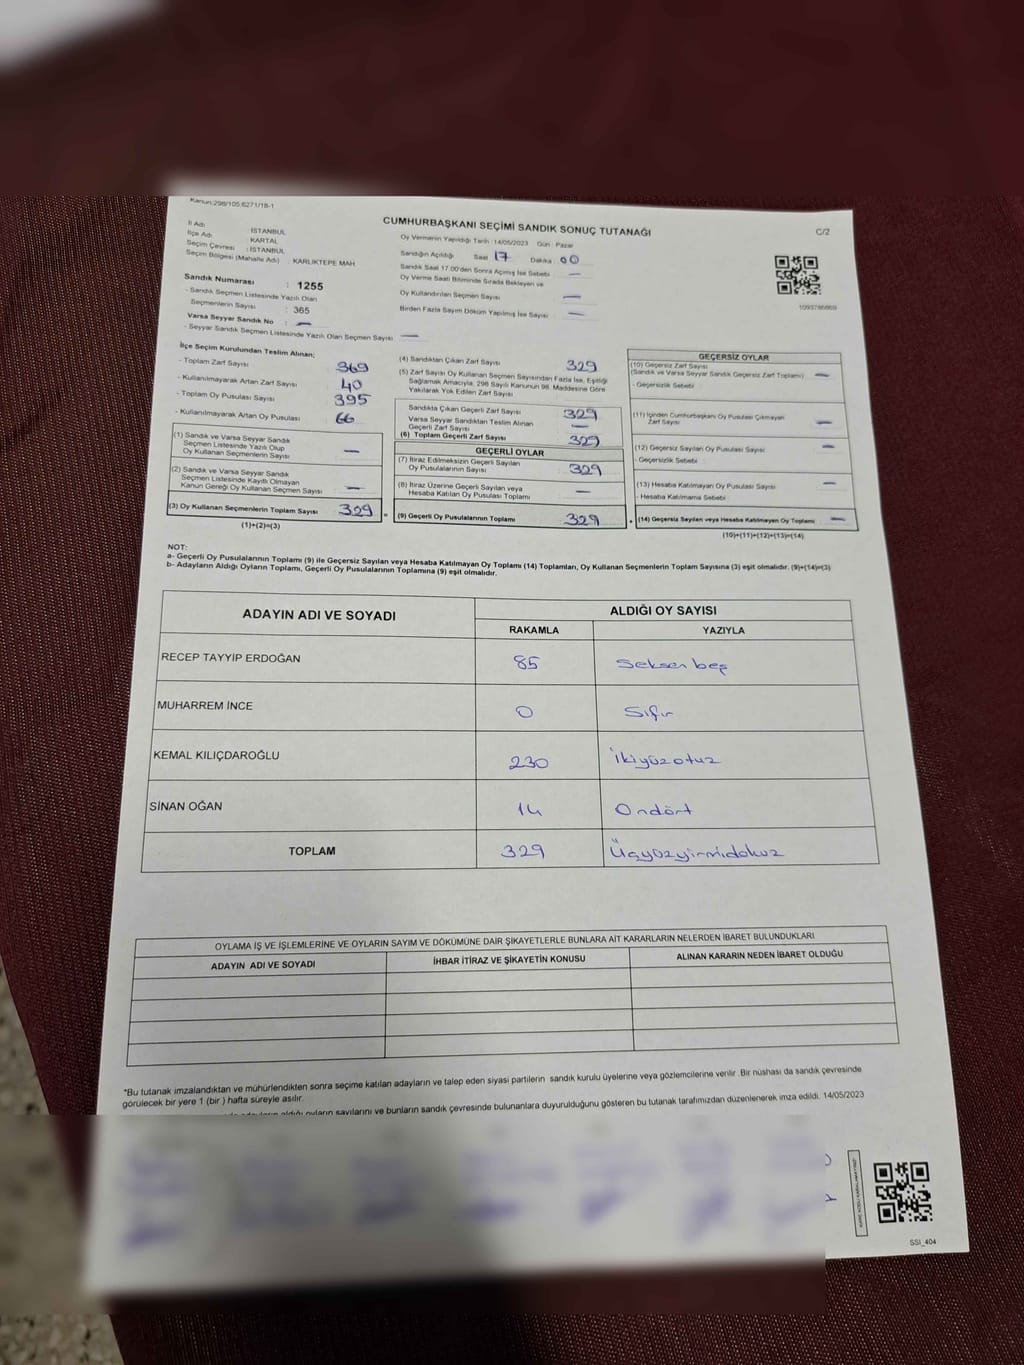 Kanun:298/105.6271/18-1
CUMHURBAŞKANI SEÇİMİ SANDIK SONUÇ TUTANAĞI
C/2
İl Adı : İSTANBUL
İlçe Adı : KARTAL
Seçim Çevresi : İSTANBUL
Seçim Bölgesi (Mahalle Adı) : KARLIKTEPE MAH
Sandık Numarası : 1255
- Sandık Seçmen Listesinde Yazılı Olan
Seçmenlerin Sayısı : 365
Varsa Seyyar Sandık No : —
- Seyyar Sandık Seçmen Listesinde Yazılı Olan Seçmen Sayısı : —
Oy Vermenin Yapıldığı Tarih :14/05/2023 Gün : Pazar
Sandığın Açıldığı Saat 17 Dakika 00
Sandık Saat 17.00'den Sonra Açılmış İse Sebebi —
Oy Verme Saati Bitiminde Sırada Bekleyen ve
Oy Kullandırılan Seçmen Sayısı —
Birden Fazla Sayım Döküm Yapılmış İse Sayısı —
İlçe Seçim Kurulundan Teslim Alınan;
- Toplam Zarf Sayısı 369
- Kullanılmayarak Artan Zarf Sayısı 40
- Toplam Oy Pusulası Sayısı 395
- Kullanılmayarak Artan Oy Pusulası 66
(1) Sandık ve Varsa Seyyar Sandık
Seçmen Listesinde Yazılı Olup
Oy Kullanan Seçmenlerin Sayısı —
(2) Sandık ve Varsa Seyyar Sandık
Seçmen Listesinde Kayıtlı Olmayan
Kanun Gereği Oy Kullanan Seçmen Sayısı —
(3) Oy Kullanan Seçmenlerin Toplam Sayısı 329
(1)+(2)=(3)
(4) Sandıktan Çıkan Zarf Sayısı 329
(5) Zarf Sayısı Oy Kullanan Seçmen Sayısından Fazla İse, Eşitliği
Sağlamak Amacıyla, 298 Sayılı Kanunun 98. Maddesine Göre
Yakılarak Yok Edilen Zarf Sayısı
Sandıkta Çıkan Geçerli Zarf Sayısı 329
Varsa Seyyar Sandıktan Teslim Alınan
Geçerli Zarf Sayısı —
(6) Toplam Geçerli Zarf Sayısı 329
GEÇERLİ OYLAR
(7) İtiraz Edilmeksizin Geçerli Sayılan
Oy Pusulalarının Sayısı 329
(8) İtiraz Üzerine Geçerli Sayılan veya
Hesaba Katılan Oy Pusulası Toplamı —
= (9) Geçerli Oy Pusulalarının Toplamı 329
1093786869
GEÇERSİZ OYLAR
(10) Geçersiz Zarf Sayısı
(Sandık ve Varsa Seyyar Sandık Geçersiz Zarf Toplamı) —
- Geçersizlik Sebebi
(11) İçinden Cumhurbaşkanı Oy Pusulası Çıkmayan
Zarf Sayısı —
(12) Geçersiz Sayılan Oy Pusulası Sayısı —
- Geçersizlik Sebebi
(13) Hesaba Katılmayan Oy Pusulası Sayısı —
- Hesaba Katılmama Sebebi
+ (14) Geçersiz Sayılan veya Hesaba Katılmayan Oy Toplamı —
(10)+(11)+(12)+(13)=(14)
NOT:
a- Geçerli Oy Pusulalarının Toplamı (9) ile Geçersiz Sayılan veya Hesaba Katılmayan Oy Toplamı (14) Toplamları, Oy Kullanan Seçmenlerin Toplam Sayısına (3) eşit olmalıdır. (9)+(14)=(3)
b- Adayların Aldığı Oyların Toplamı, Geçerli Oy Pusulalarının Toplamına (9) eşit olmalıdır.
ADAYIN ADI VE SOYADI ALDIĞI OY SAYISI
RAKAMLA YAZIYLA
RECEP TAYYİP ERDOĞAN 85 Seksen beş
MUHARREM İNCE 0 Sıfır
KEMAL KILIÇDAROĞLU 230 İkiyüzotuz
SİNAN OĞAN 14 Ondört
TOPLAM 329 Üçyüzyirmidokuz
OYLAMA İŞ VE İŞLEMLERİNE VE OYLARIN SAYIM VE DÖKÜMÜNE DAİR ŞİKAYETLERLE BUNLARA AİT KARARLARIN NELERDEN İBARET BULUNDUKLARI
ADAYIN ADI VE SOYADI İHBAR İTİRAZ VE ŞİKAYETİN KONUSU ALINAN KARARIN NEDEN İBARET OLDUĞU
*Bu tutanak imzalandıktan ve mühürlendikten sonra seçime katılan adayların ve talep eden siyasi partilerin sandık kurulu üyelerine veya gözlemcilerine verilir. Bir nüshası da sandık çevresinde
görülecek bir yere 1 (bir ) hafta süreyle asılır.
aldığı oyların sayılarını ve bunların sandık çevresinde bulunanlara duyurulduğunu gösteren bu tutanak tarafımızdan düzenlenerek imza edildi. 14/05/2023
SSI_404